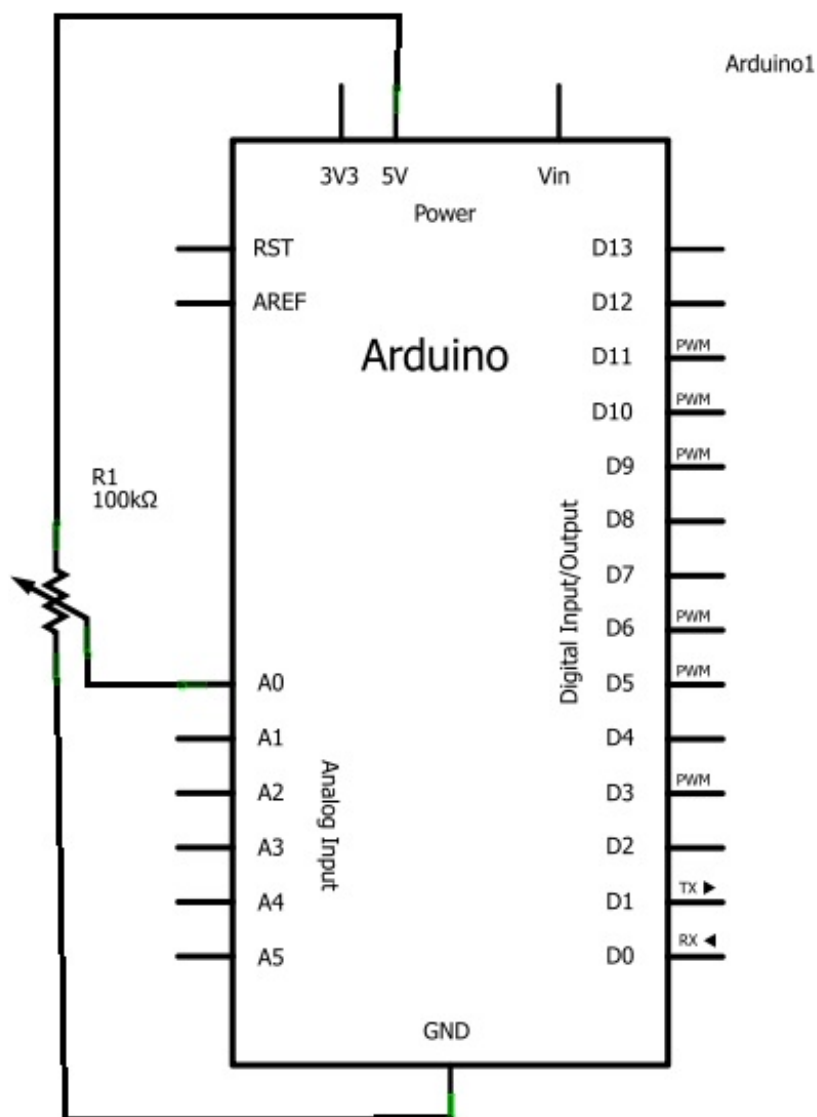 Arduino1
3V3 5V Vin
Power
RST D13
AREF D12
Arduino
D11 PWM
D10 PWM
D9 PWM
R1
100kΩ
D8
D7
Digital Input/Output
D6 PWM
A0 D5 PWM
A1 D4
Analog Input
A2 D3 PWM
A3 D2
A4 D1 TX ▶
A5 D0 RX ◀
GND